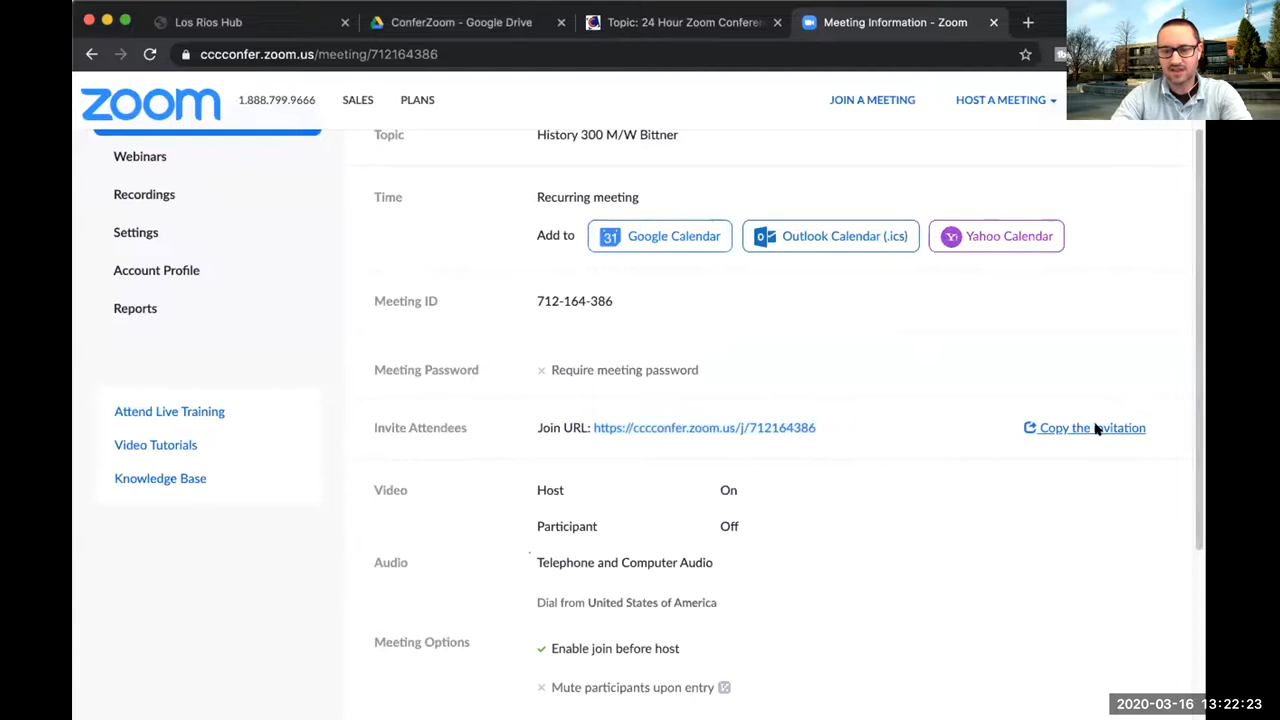 Los Rios Hub
ConferZoom - Google Drive
Topic: 24 Hour Zoom Confere
Meeting Information - Zoom
cccconfer.zoom.us/meeting/712164386
zoom
1.888.799.9666
SALES
PLANS
JOIN A MEETING
HOST A MEETING
Topic
History 300 M/W Bittner
Webinars
Recordings
Settings
Account Profile
Reports
Time
Recurring meeting
Add to
31
Google Calendar
Outlook Calendar (.ics)
Yahoo Calendar
Meeting ID
712-164-386
Meeting Password
Require meeting password
Attend Live Training
Video Tutorials
Knowledge Base
Invite Attendees
Join URL: https://cccconfer.zoom.us/j/712164386
Copy the Invitation
Video
Host
On
Participant
Off
Audio
Telephone and Computer Audio
Dial from United States of America
Meeting Options
Enable join before host
Mute participants upon entry
2020-03-16 13:22:23